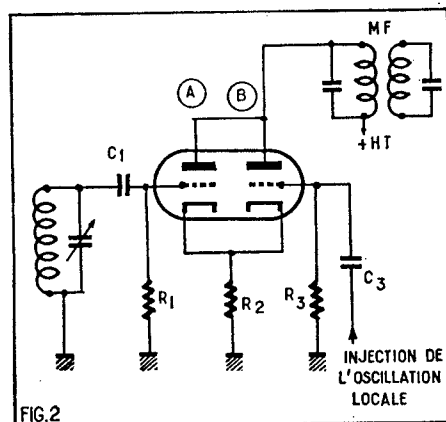 MF
A
B
+HT
C1
R1
R2
R3
C3
INJECTION DE
L'OSCILLATION
LOCALE
FIG.2